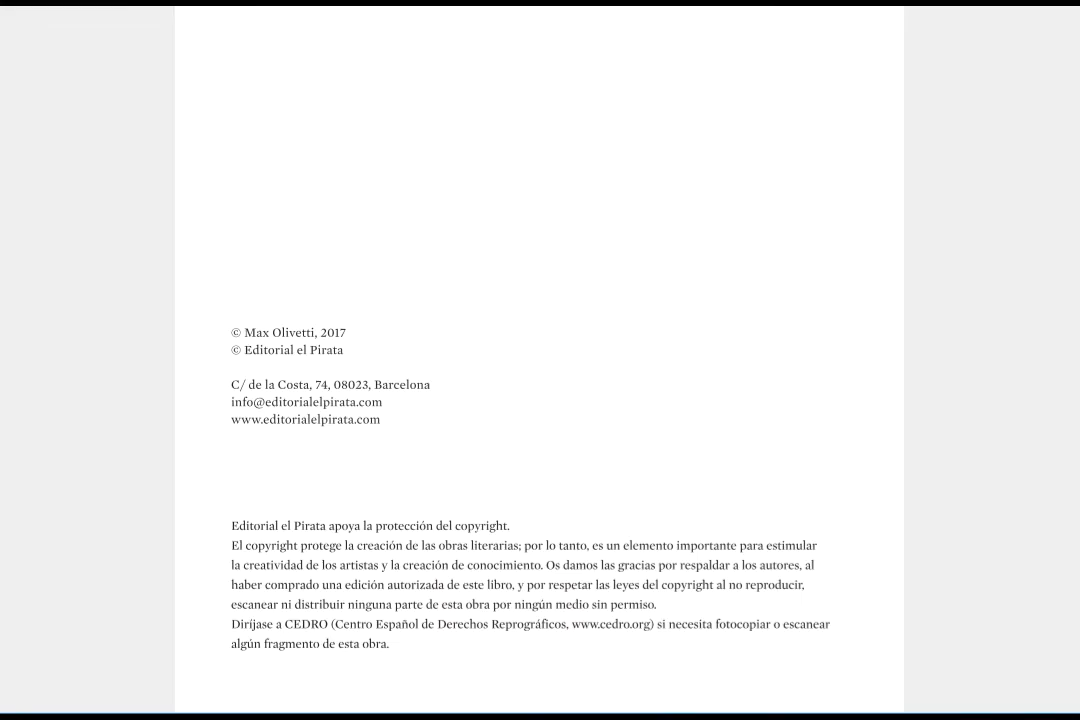 © Max Olivetti, 2017
© Editorial el Pirata
C/ de la Costa, 74, 08023, Barcelona
info@editorialelpirata.com
www.editorialelpirata.com
Editorial el Pirata apoya la protección del copyright.
El copyright protege la creación de las obras literarias; por lo tanto, es un elemento importante para estimular
la creatividad de los artistas y la creación de conocimiento. Os damos las gracias por respaldar a los autores, al
haber comprado una edición autorizada de este libro, y por respetar las leyes del copyright al no reproducir,
escanear ni distribuir ninguna parte de esta obra por ningún medio sin permiso.
Diríjase a CEDRO (Centro Español de Derechos Reprográficos, www.cedro.org) si necesita fotocopiar o escanear
algún fragmento de esta obra.